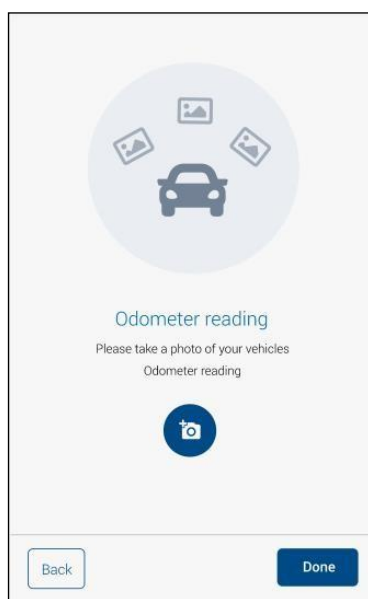 Odometer reading
Please take a photo of your vehicles
Odometer reading
Back
Done